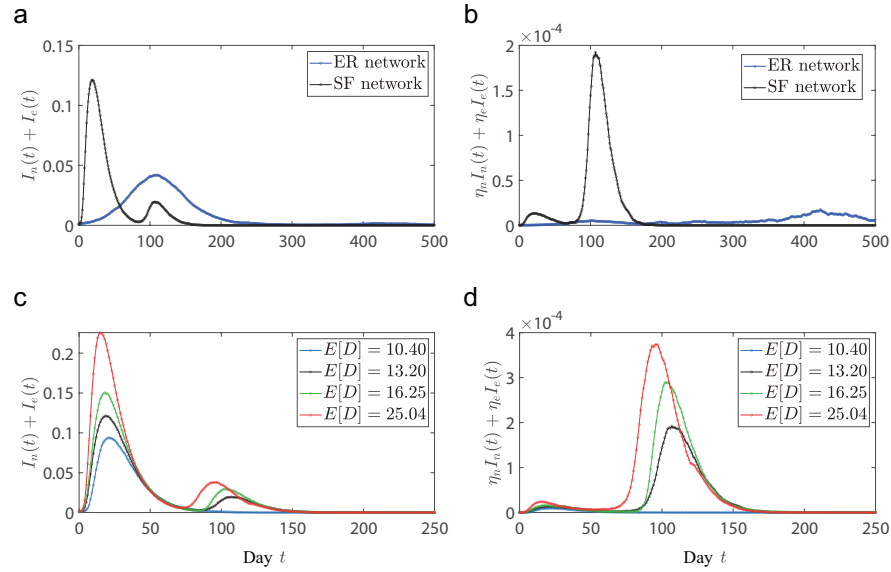 a
I_n(t) + I_e(t)
0.15
0.1
0.05
0
0 100 200 300 400 500
ER network
SF network
b
×10⁻⁴
η_n I_n(t) + η_e I_e(t)
2
1.5
1
0.5
0
0 100 200 300 400 500
ER network
SF network
c
I_n(t) + I_e(t)
0.2
0.15
0.1
0.05
0
0 50 100 150 200 250
Day t
E[D] = 10.40
E[D] = 13.20
E[D] = 16.25
E[D] = 25.04
d
×10⁻⁴
η_n I_n(t) + η_e I_e(t)
4
3
2
1
0
0 50 100 150 200 250
Day t
E[D] = 10.40
E[D] = 13.20
E[D] = 16.25
E[D] = 25.04